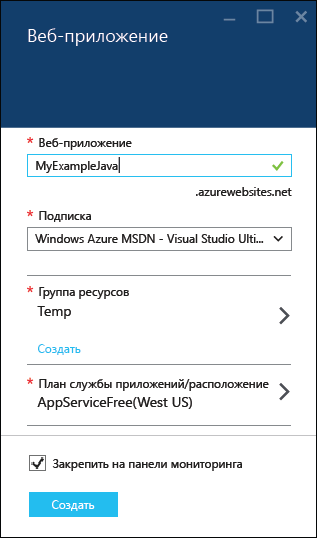 Веб-приложение
* Веб-приложение
MyExampleJava
.azurewebsites.net
* Подписка
Windows Azure MSDN - Visual Studio Ulti...
* Группа ресурсов
Temp
Создать
* План службы приложений/расположение
AppServiceFree(West US)
Закрепить на панели мониторинга
Создать